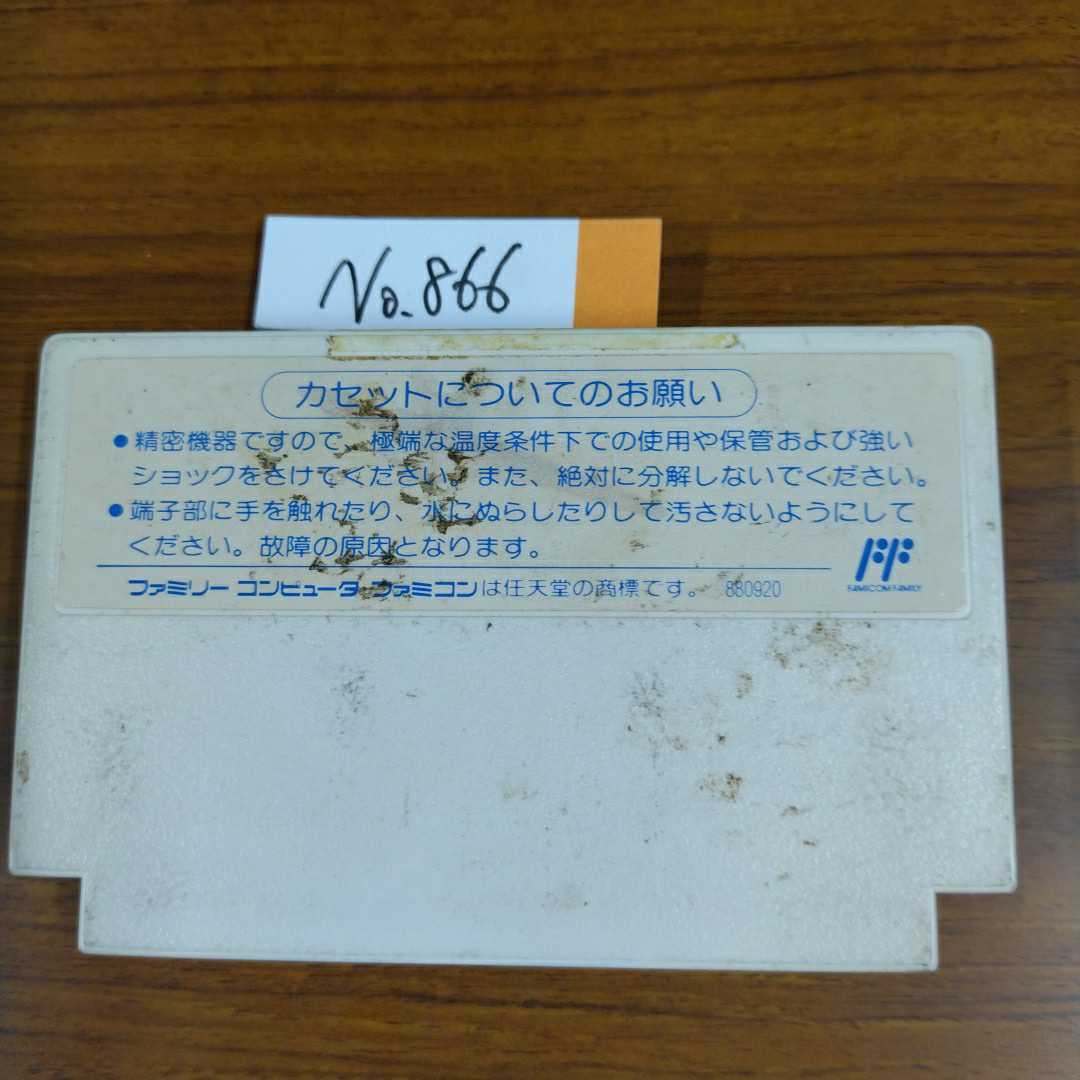 No.866
カセットについてのお願い
●精密機器ですので、極端な温度条件下での使用や保管および強い
ショックをさけてください。また、絶対に分解しないでください。
●端子部に手を触れたり、水にぬらしたりして汚さないようにして
ください。故障の原因となります。
FAMICOM FAMILY
ファミリーコンピュータ・ファミコンは任天堂の商標です。 880920